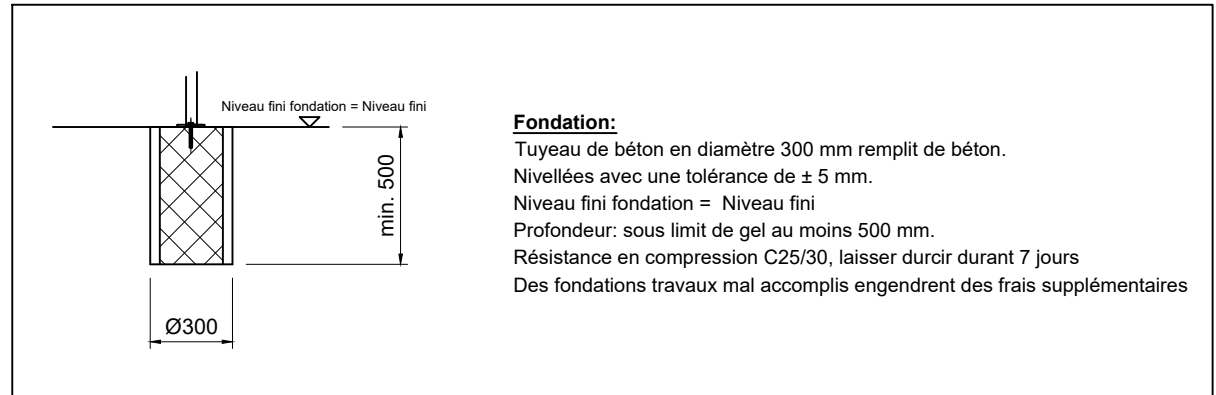 Niveau fini fondation = Niveau fini
min. 500
Ø300
Fondation:
Tuyeau de béton en diamètre 300 mm remplit de béton.
Nivellées avec une tolérance de ± 5 mm.
Niveau fini fondation = Niveau fini
Profondeur: sous limit de gel au moins 500 mm.
Résistance en compression C25/30, laisser durcir durant 7 jours
Des fondations travaux mal accomplis engendrent des frais supplémentaires